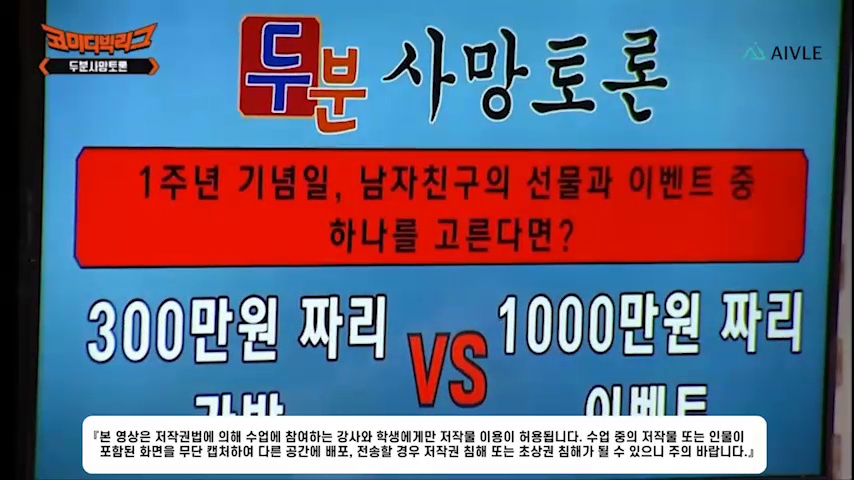 코미디빅리그
두분사망토론
AIVLE
두분 사망토론
1주년 기념일, 남자친구의 선물과 이벤트 중
하나를 고른다면?
300만원 짜리
가방
VS
1000만원 짜리
이벤트
『본 영상은 저작권법에 의해 수업에 참여하는 강사와 학생에게만 저작물 이용이 허용됩니다. 수업 중의 저작물 또는 인물이
포함된 화면을 무단 캡처하여 다른 공간에 배포, 전송할 경우 저작권 침해 또는 초상권 침해가 될 수 있으니 주의 바랍니다.』